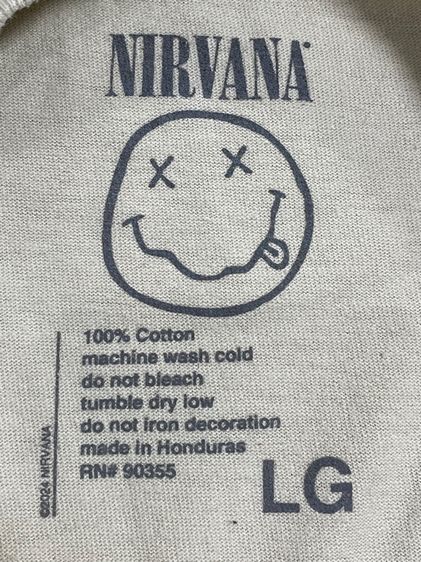 NIRVANA
100% Cotton
machine wash cold
do not bleach
tumble dry low
do not iron decoration
made in Honduras
RN# 90355
©2024 NIRVANA
LG